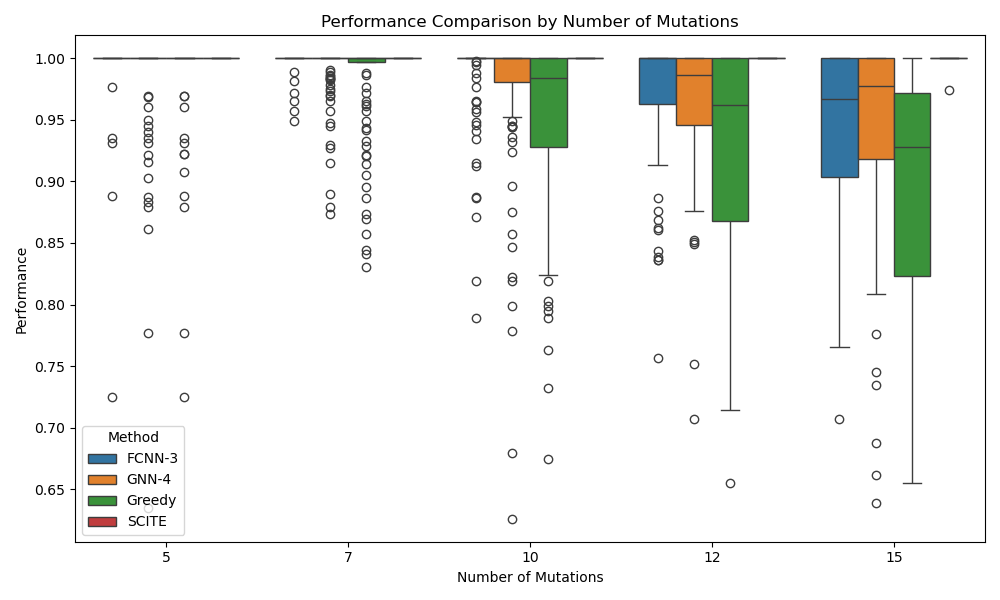 Performance Comparison by Number of Mutations
Performance
1.00
0.95
0.90
0.85
0.80
0.75
0.70
0.65
Method
FCNN-3
GNN-4
Greedy
SCITE
5
7
10
12
15
Number of Mutations